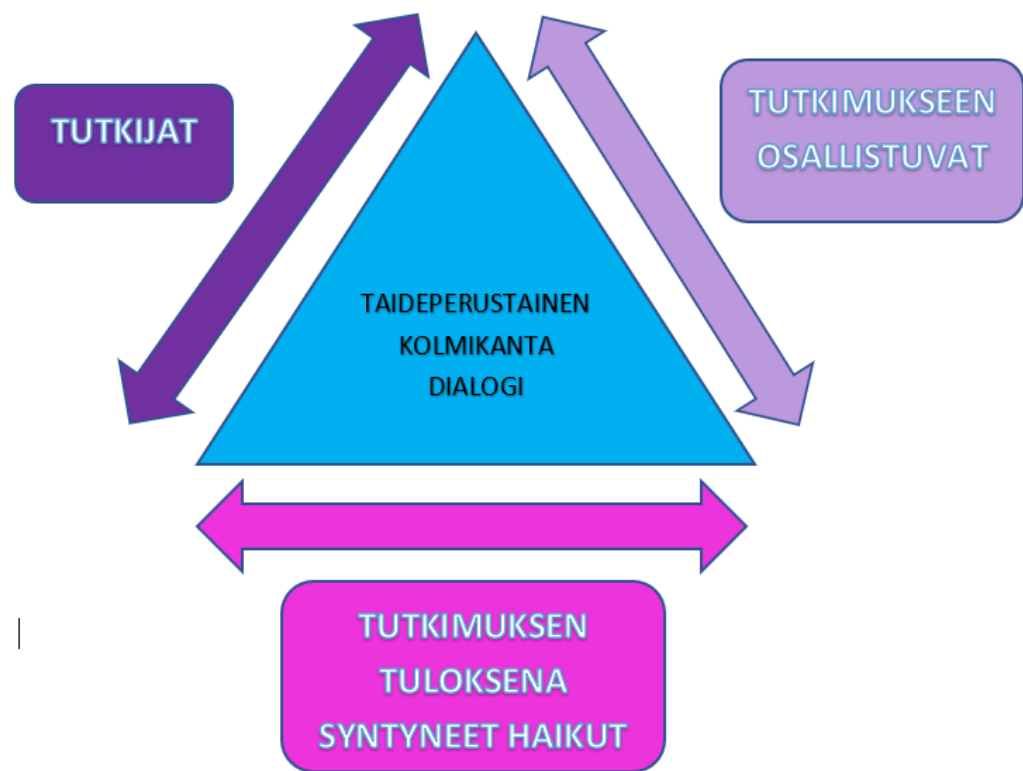 TUTKIJAT
TUTKIMUKSEEN
OSALLISTUVAT
TAIDEPERUSTAINEN
KOLMIKANTA
DIALOGI
TUTKIMUKSEN
TULOKSENA
SYNTYNEET HAIKUT